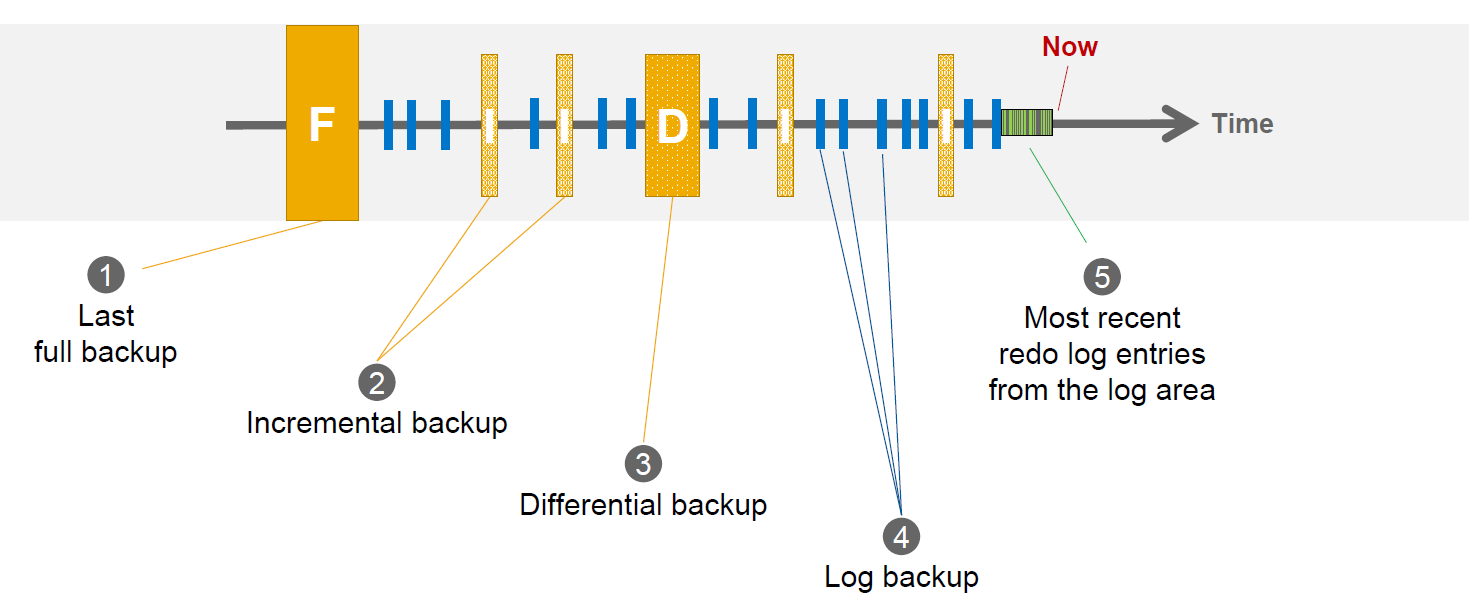 Now
F
I
I
D
I
I
Time
1
Last
full backup
2
Incremental backup
3
Differential backup
4
Log backup
5
Most recent
redo log entries
from the log area